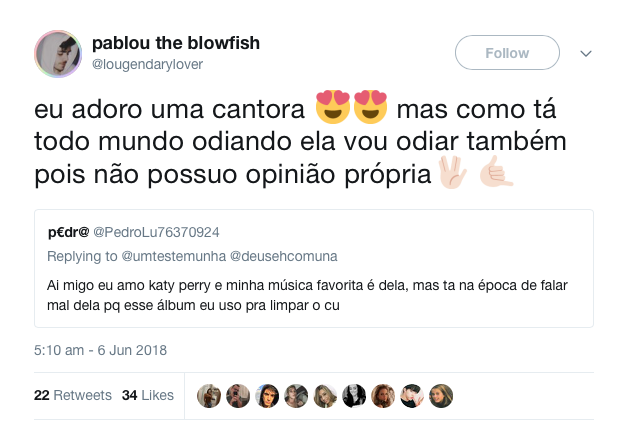 pablou the blowfish
@lougendarylover
Follow
eu adoro uma cantora 😍😍 mas como tá
todo mundo odiando ela vou odiar também
pois não possuo opinião própria🖖🏻 🤙🏻
p€dr@ @PedroLu76370924
Replying to @umtestemunha @deusehcomuna
Ai migo eu amo katy perry e minha música favorita é dela, mas ta na época de falar
mal dela pq esse álbum eu uso pra limpar o cu
5:10 am - 6 Jun 2018
22 Retweets 34 Likes